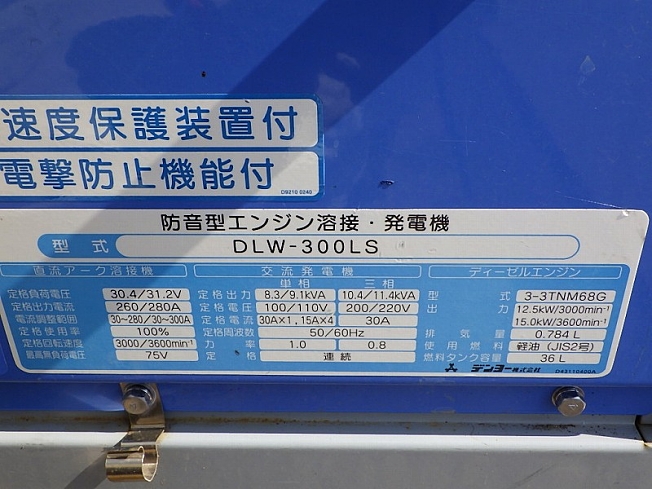 速度保護装置付
電撃防止機能付
D9210 0248
防音型エンジン溶接・発電機
型式 DLW-300LS
直流アーク溶接機 交流発電機 ディーゼルエンジン
単相 三相
定格負荷電圧 30.4/31.2V 定格出力 8.3/9.1kVA 10.4/11.4kVA 型式 3-3TNM68G
定格出力電流 260/280A 定格電圧 100/110V 200/220V 出力 12.5kW/3000min⁻¹
電流調整範囲 30-280/30-300A 定格電流 30A×1,15A×4 30A 15.0kW/3600min⁻¹
定格使用率 100% 定格周波数 50/60Hz 排気量 0.784 L
定格回転速度 3000/3600min⁻¹ 力率 1.0 0.8 使用燃料 軽油 (JIS2号)
最高無負荷電圧 75V 定格 連続 燃料タンク容量 36 L
デンヨー株式会社